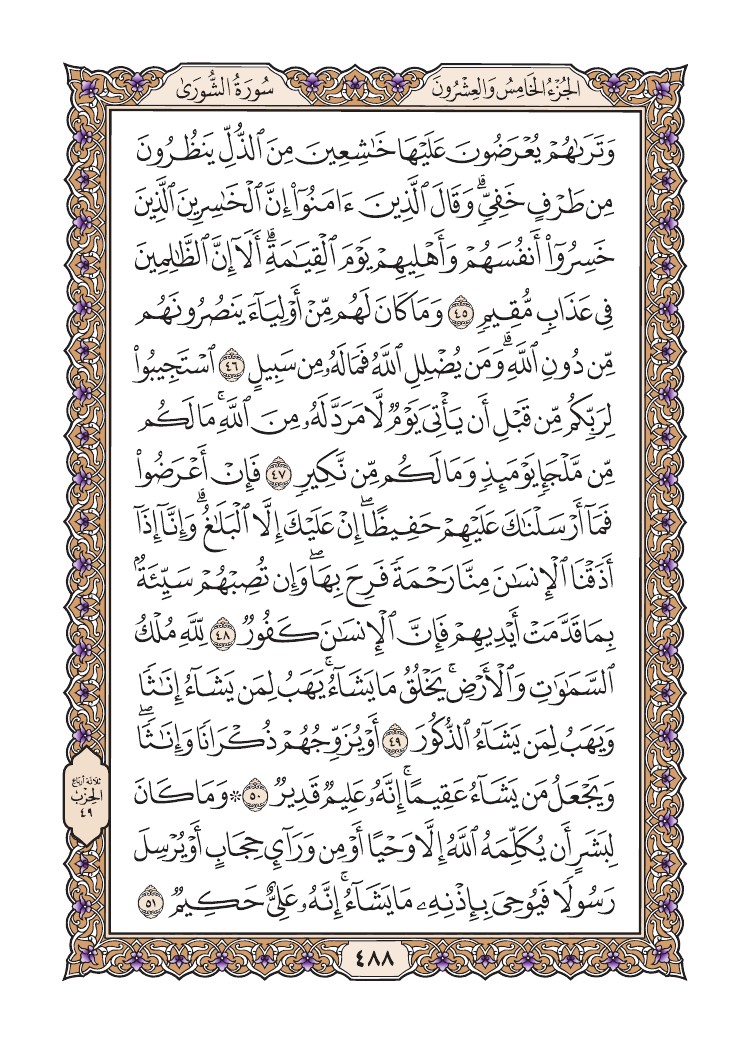 الجُزْءُ الخَامِسُ وَالعِشْرُونَ
سُورَةُ الشُّورَىٰ
وَتَرَىٰهُمْ يُعْرَضُونَ عَلَيْهَا خَٰشِعِينَ مِنَ ٱلذُّلِّ يَنظُرُونَ
مِن طَرْفٍ خَفِيٍّۗ وَقَالَ ٱلَّذِينَ ءَامَنُوٓا۟ إِنَّ ٱلْخَٰسِرِينَ ٱلَّذِينَ
خَسِرُوٓا۟ أَنفُسَهُمْ وَأَهْلِيهِمْ يَوْمَ ٱلْقِيَٰمَةِۗ أَلَآ إِنَّ ٱلظَّٰلِمِينَ
فِى عَذَابٍ مُّقِيمٍ ٤٥ وَمَا كَانَ لَهُم مِّنْ أَوْلِيَآءَ يَنصُرُونَهُم
مِّن دُونِ ٱللَّهِۗ وَمَن يُضْلِلِ ٱللَّهُ فَمَا لَهُۥ مِن سَبِيلٍ ٤٦ ٱسْتَجِيبُوا۟
لِرَبِّكُم مِّن قَبْلِ أَن يَأْتِىَ يَوْمٌ لَّا مَرَدَّ لَهُۥ مِنَ ٱللَّهِۚ مَا لَكُم
مِّن مَّلْجَإٍ يَوْمَئِذٍ وَمَا لَكُم مِّن نَّكِيرٍ ٤٧ فَإِنْ أَعْرَضُوا۟
فَمَآ أَرْسَلْنَٰكَ عَلَيْهِمْ حَفِيظًاۖ إِنْ عَلَيْكَ إِلَّا ٱلْبَلَٰغُۗ وَإِنَّآ إِذَآ
أَذَقْنَا ٱلْإِنسَٰنَ مِنَّا رَحْمَةً فَرِحَ بِهَاۖ وَإِن تُصِبْهُمْ سَيِّئَةٌۢ
بِمَا قَدَّمَتْ أَيْدِيهِمْ فَإِنَّ ٱلْإِنسَٰنَ كَفُورٌ ٤٨ لِّلَّهِ مُلْكُ
ٱلسَّمَٰوَٰتِ وَٱلْأَرْضِۚ يَخْلُقُ مَا يَشَآءُۚ يَهَبُ لِمَن يَشَآءُ إِنَٰثًا
وَيَهَبُ لِمَن يَشَآءُ ٱلذُّكُورَ ٤٩ أَوْ يُزَوِّجُهُمْ ذُكْرَانًا وَإِنَٰثًاۖ
وَيَجْعَلُ مَن يَشَآءُ عَقِيمًاۚ إِنَّهُۥ عَلِيمٌ قَدِيرٌ ٥٠ * وَمَا كَانَ
لِبَشَرٍ أَن يُكَلِّمَهُ ٱللَّهُ إِلَّا وَحْيًا أَوْ مِن وَرَآئِ حِجَابٍ أَوْ يُرْسِلَ
رَسُولًا فَيُوحِىَ بِإِذْنِهِۦ مَا يَشَآءُۚ إِنَّهُۥ عَلِىٌّ حَكِيمٌ ٥١
ثلاثة أرباع
الحزب
٤٩
٤٨٨